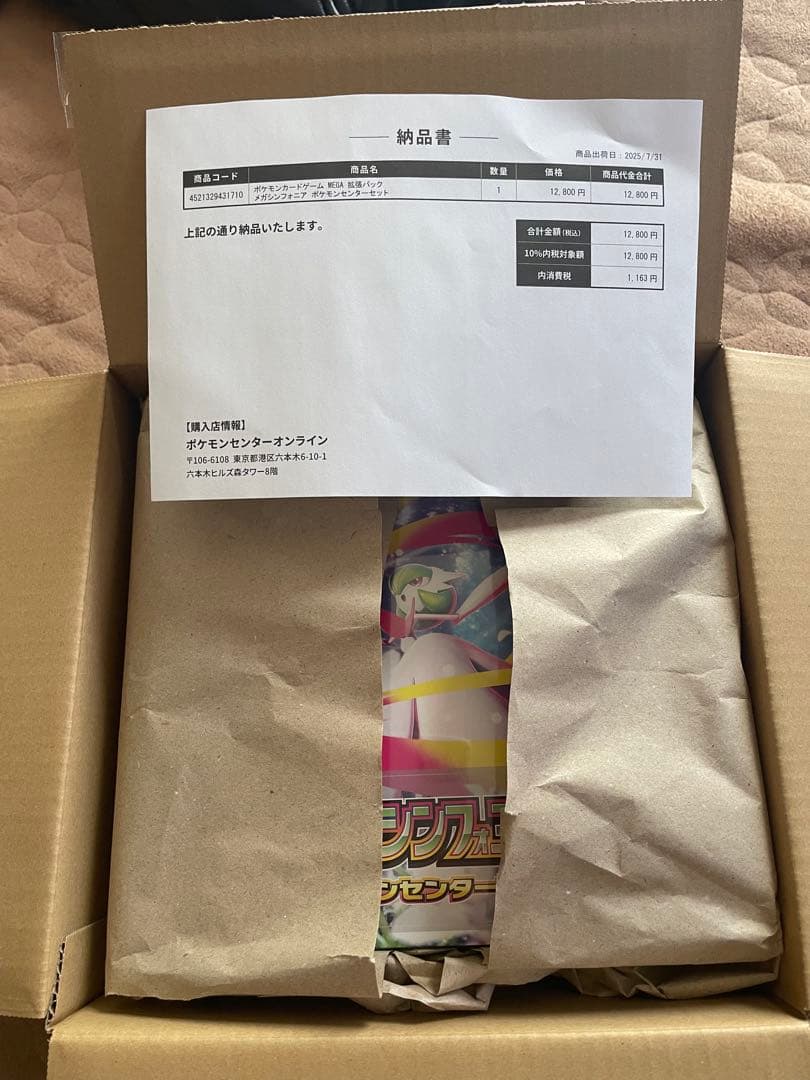 納品書
商品出荷日：2025/7/31
商品コード 商品名 数量 価格 商品代金合計
4521329431710 ポケモンカードゲーム MEGA 拡張パック
メガシンフォニア ポケモンセンターセット 1 12,800 円 12,800 円
上記の通り納品いたします。
合計金額(税込) 12,800 円
10%内税対象額 12,800 円
内消費税 1,163 円
【購入店情報】
ポケモンセンターオンライン
〒106-6108 東京都港区六本木6-10-1
六本木ヒルズ森タワー8階
シンフォニ
ンセンター